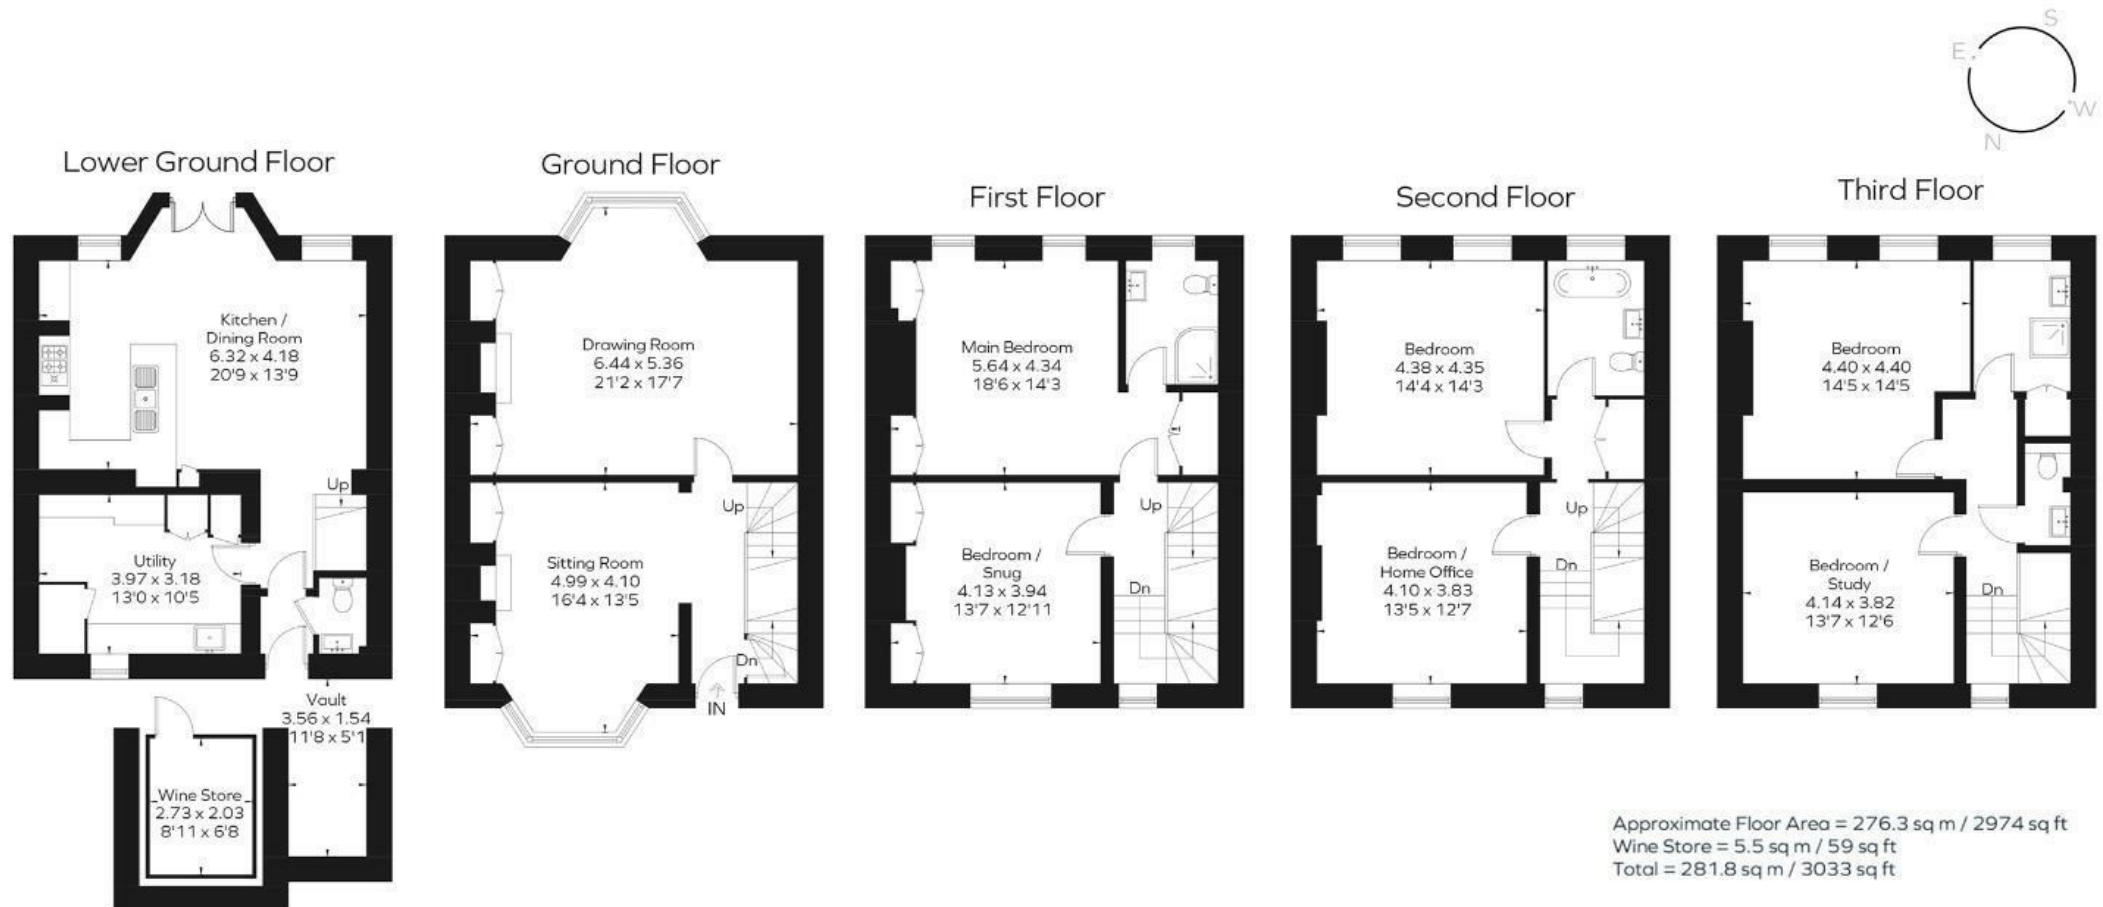 S
E
W
N
Lower Ground Floor
Kitchen /
Dining Room
6.32 x 4.18
20'9 x 13'9
Up
Utility
3.97 x 3.18
13'0 x 10'5
Vault
3.56 x 1.54
11'8 x 5'1
Wine Store
2.73 x 2.03
8'11 x 6'8
Ground Floor
Drawing Room
6.44 x 5.36
21'2 x 17'7
Up
Sitting Room
4.99 x 4.10
16'4 x 13'5
Dn
IN
First Floor
Main Bedroom
5.64 x 4.34
18'6 x 14'3
Up
Bedroom /
Snug
4.13 x 3.94
13'7 x 12'11
Dn
Second Floor
Bedroom
4.38 x 4.35
14'4 x 14'3
Up
Bedroom /
Home Office
4.10 x 3.83
13'5 x 12'7
Dn
Third Floor
Bedroom
4.40 x 4.40
14'5 x 14'5
Bedroom /
Study
4.14 x 3.82
13'7 x 12'6
Dn
Approximate Floor Area = 276.3 sq m / 2974 sq ft
Wine Store = 5.5 sq m / 59 sq ft
Total = 281.8 sq m / 3033 sq ft